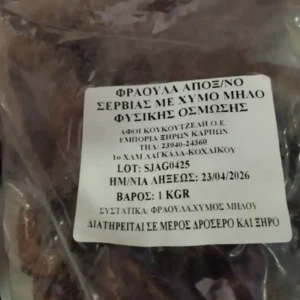 ΦΡΑΟΥΛΑ ΑΠΟΞ/ΝΟ
ΣΕΡΒΙΑΣ ΜΕ ΧΥΜΟ ΜΗΛΟ
ΦΥΣΙΚΗΣ ΟΣΜΩΣΗΣ
ΑΦΟΙ ΚΟΥΚΟΥΤΖΕΛΗ Ο.Ε.
ΕΜΠΟΡΙΑ ΞΗΡΩΝ ΚΑΡΠΩΝ
ΤΗΛ: 23940-24360
1ο ΧΛΜ ΛΑΓΚΑΔΑ-ΚΟΛΧΙΚΟΥ
LOT: SJAG0425
ΗΜ/ΝΙΑ ΛΗΞΕΩΣ: 23/04/2026
ΒΑΡΟΣ: 1 KGR
ΣΥΣΤΑΤΙΚΑ: ΦΡΑΟΥΛΑ,ΧΥΜΟΣ ΜΗΛΟΥ
ΔΙΑΤΗΡΕΙΤΑΙ ΣΕ ΜΕΡΟΣ ΔΡΟΣΕΡΟ ΚΑΙ ΞΗΡΟ